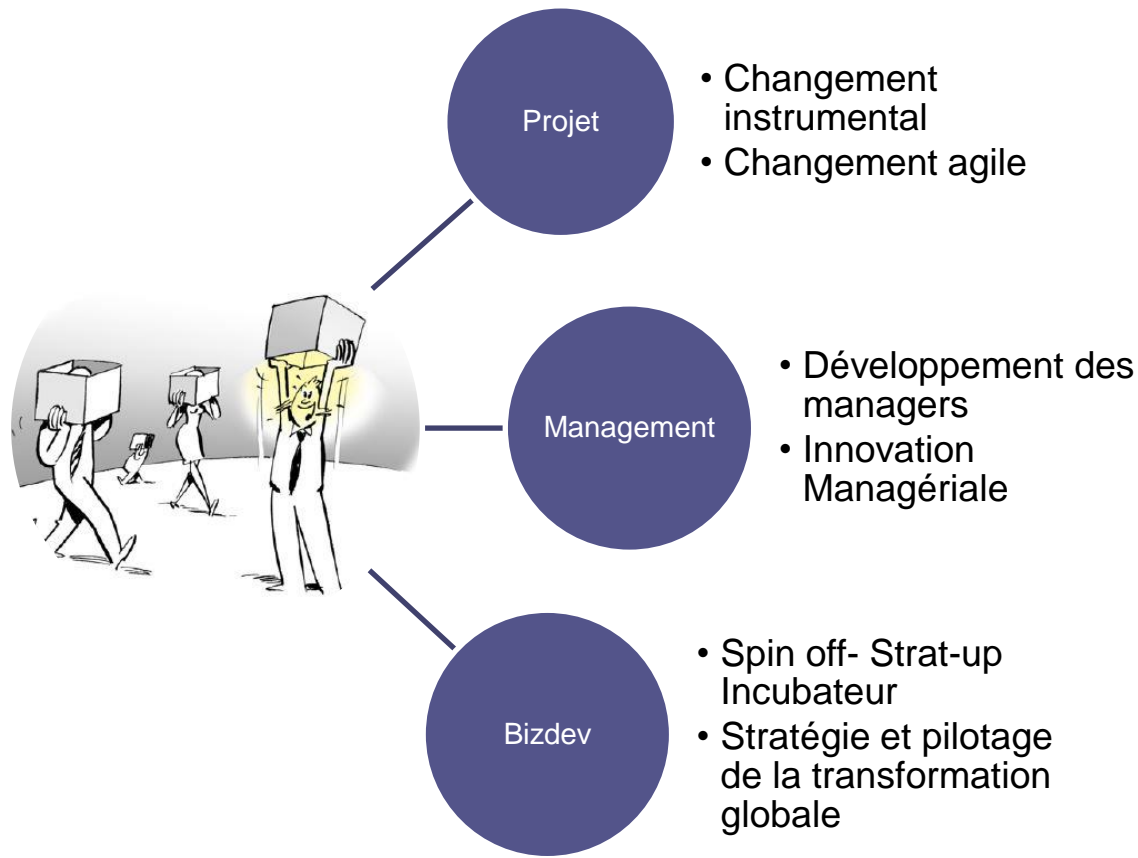 Projet
• Changement
instrumental
• Changement agile
Management
• Développement des
managers
• Innovation
Managériale
Bizdev
• Spin off- Strat-up
Incubateur
• Stratégie et pilotage
de la transformation
globale